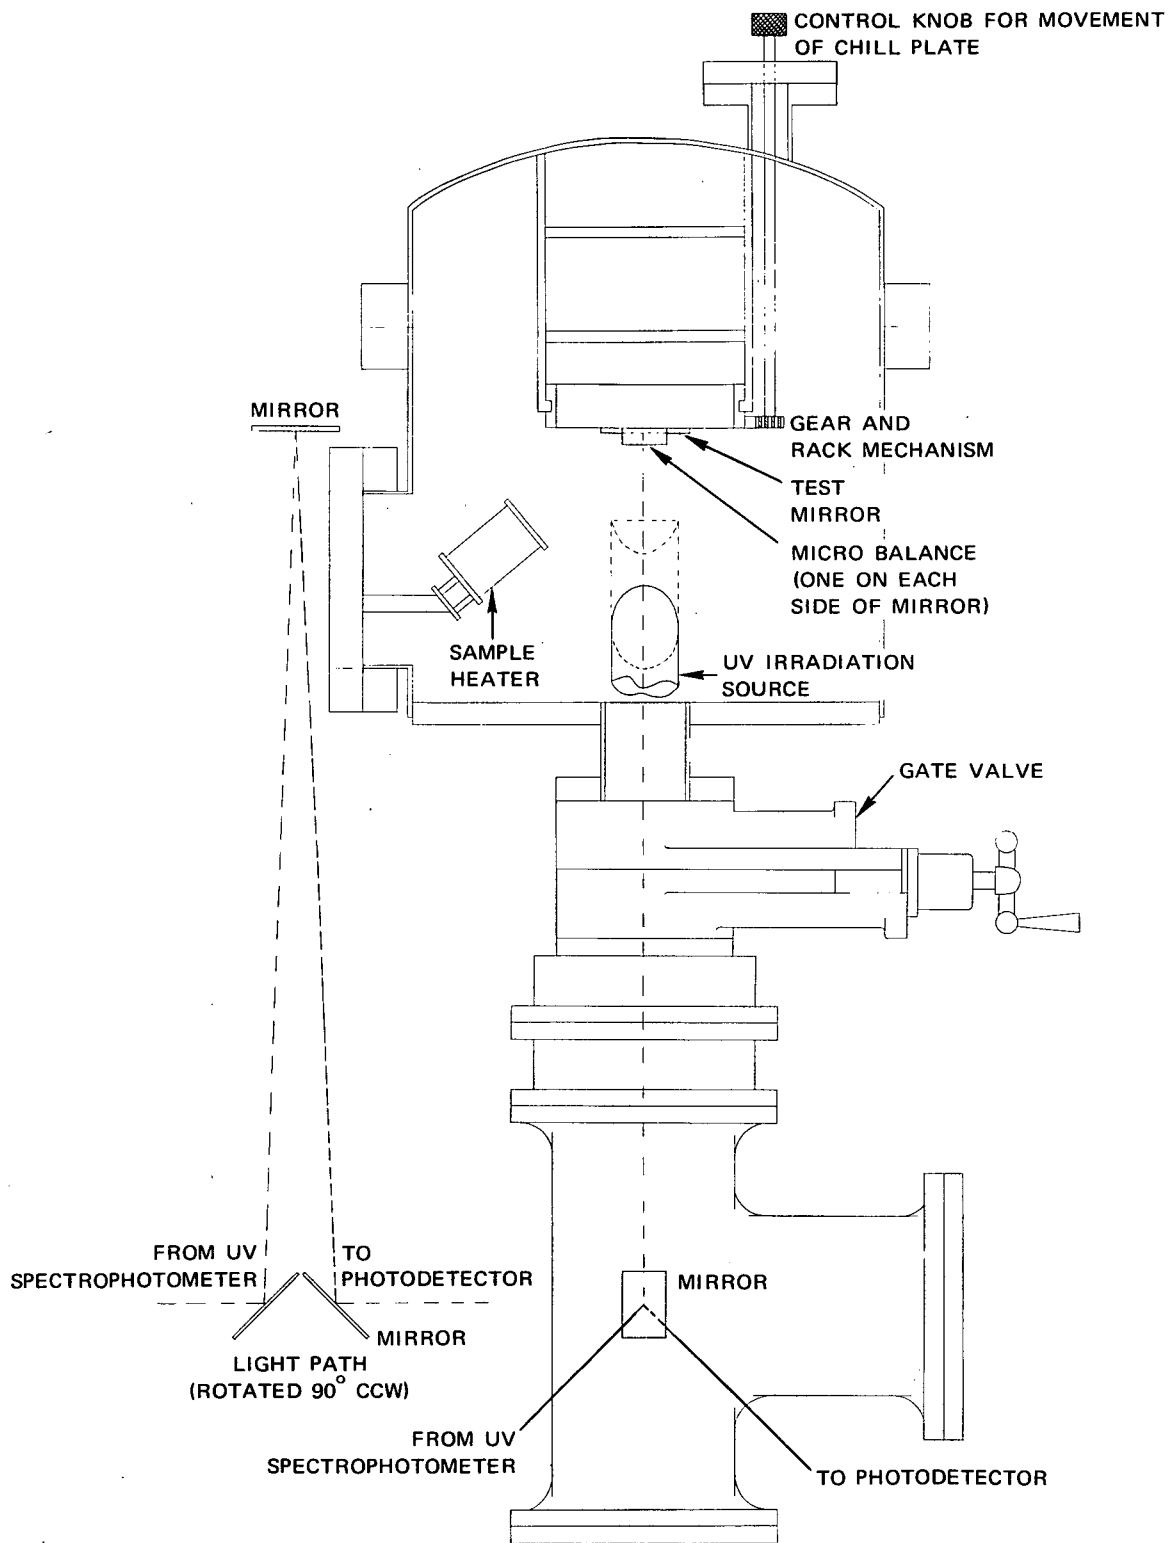 CONTROL KNOB FOR MOVEMENT
OF CHILL PLATE
MIRROR
GEAR AND
RACK MECHANISM
TEST
MIRROR
MICRO BALANCE
(ONE ON EACH
SIDE OF MIRROR)
SAMPLE
HEATER
UV IRRADIATION
SOURCE
GATE VALVE
FROM UV
SPECTROPHOTOMETER
TO
PHOTODETECTOR
MIRROR
MIRROR
LIGHT PATH
(ROTATED 90° CCW)
FROM UV
SPECTROPHOTOMETER
TO PHOTODETECTOR